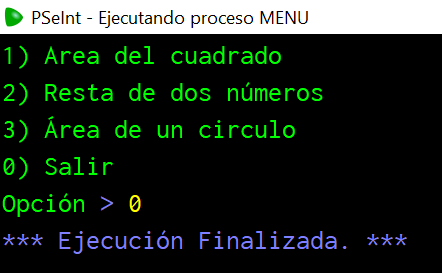 PSeInt - Ejecutando proceso MENU
1) Area del cuadrado
2) Resta de dos números
3) Área de un circulo
0) Salir
Opción > 0
*** Ejecución Finalizada. ***